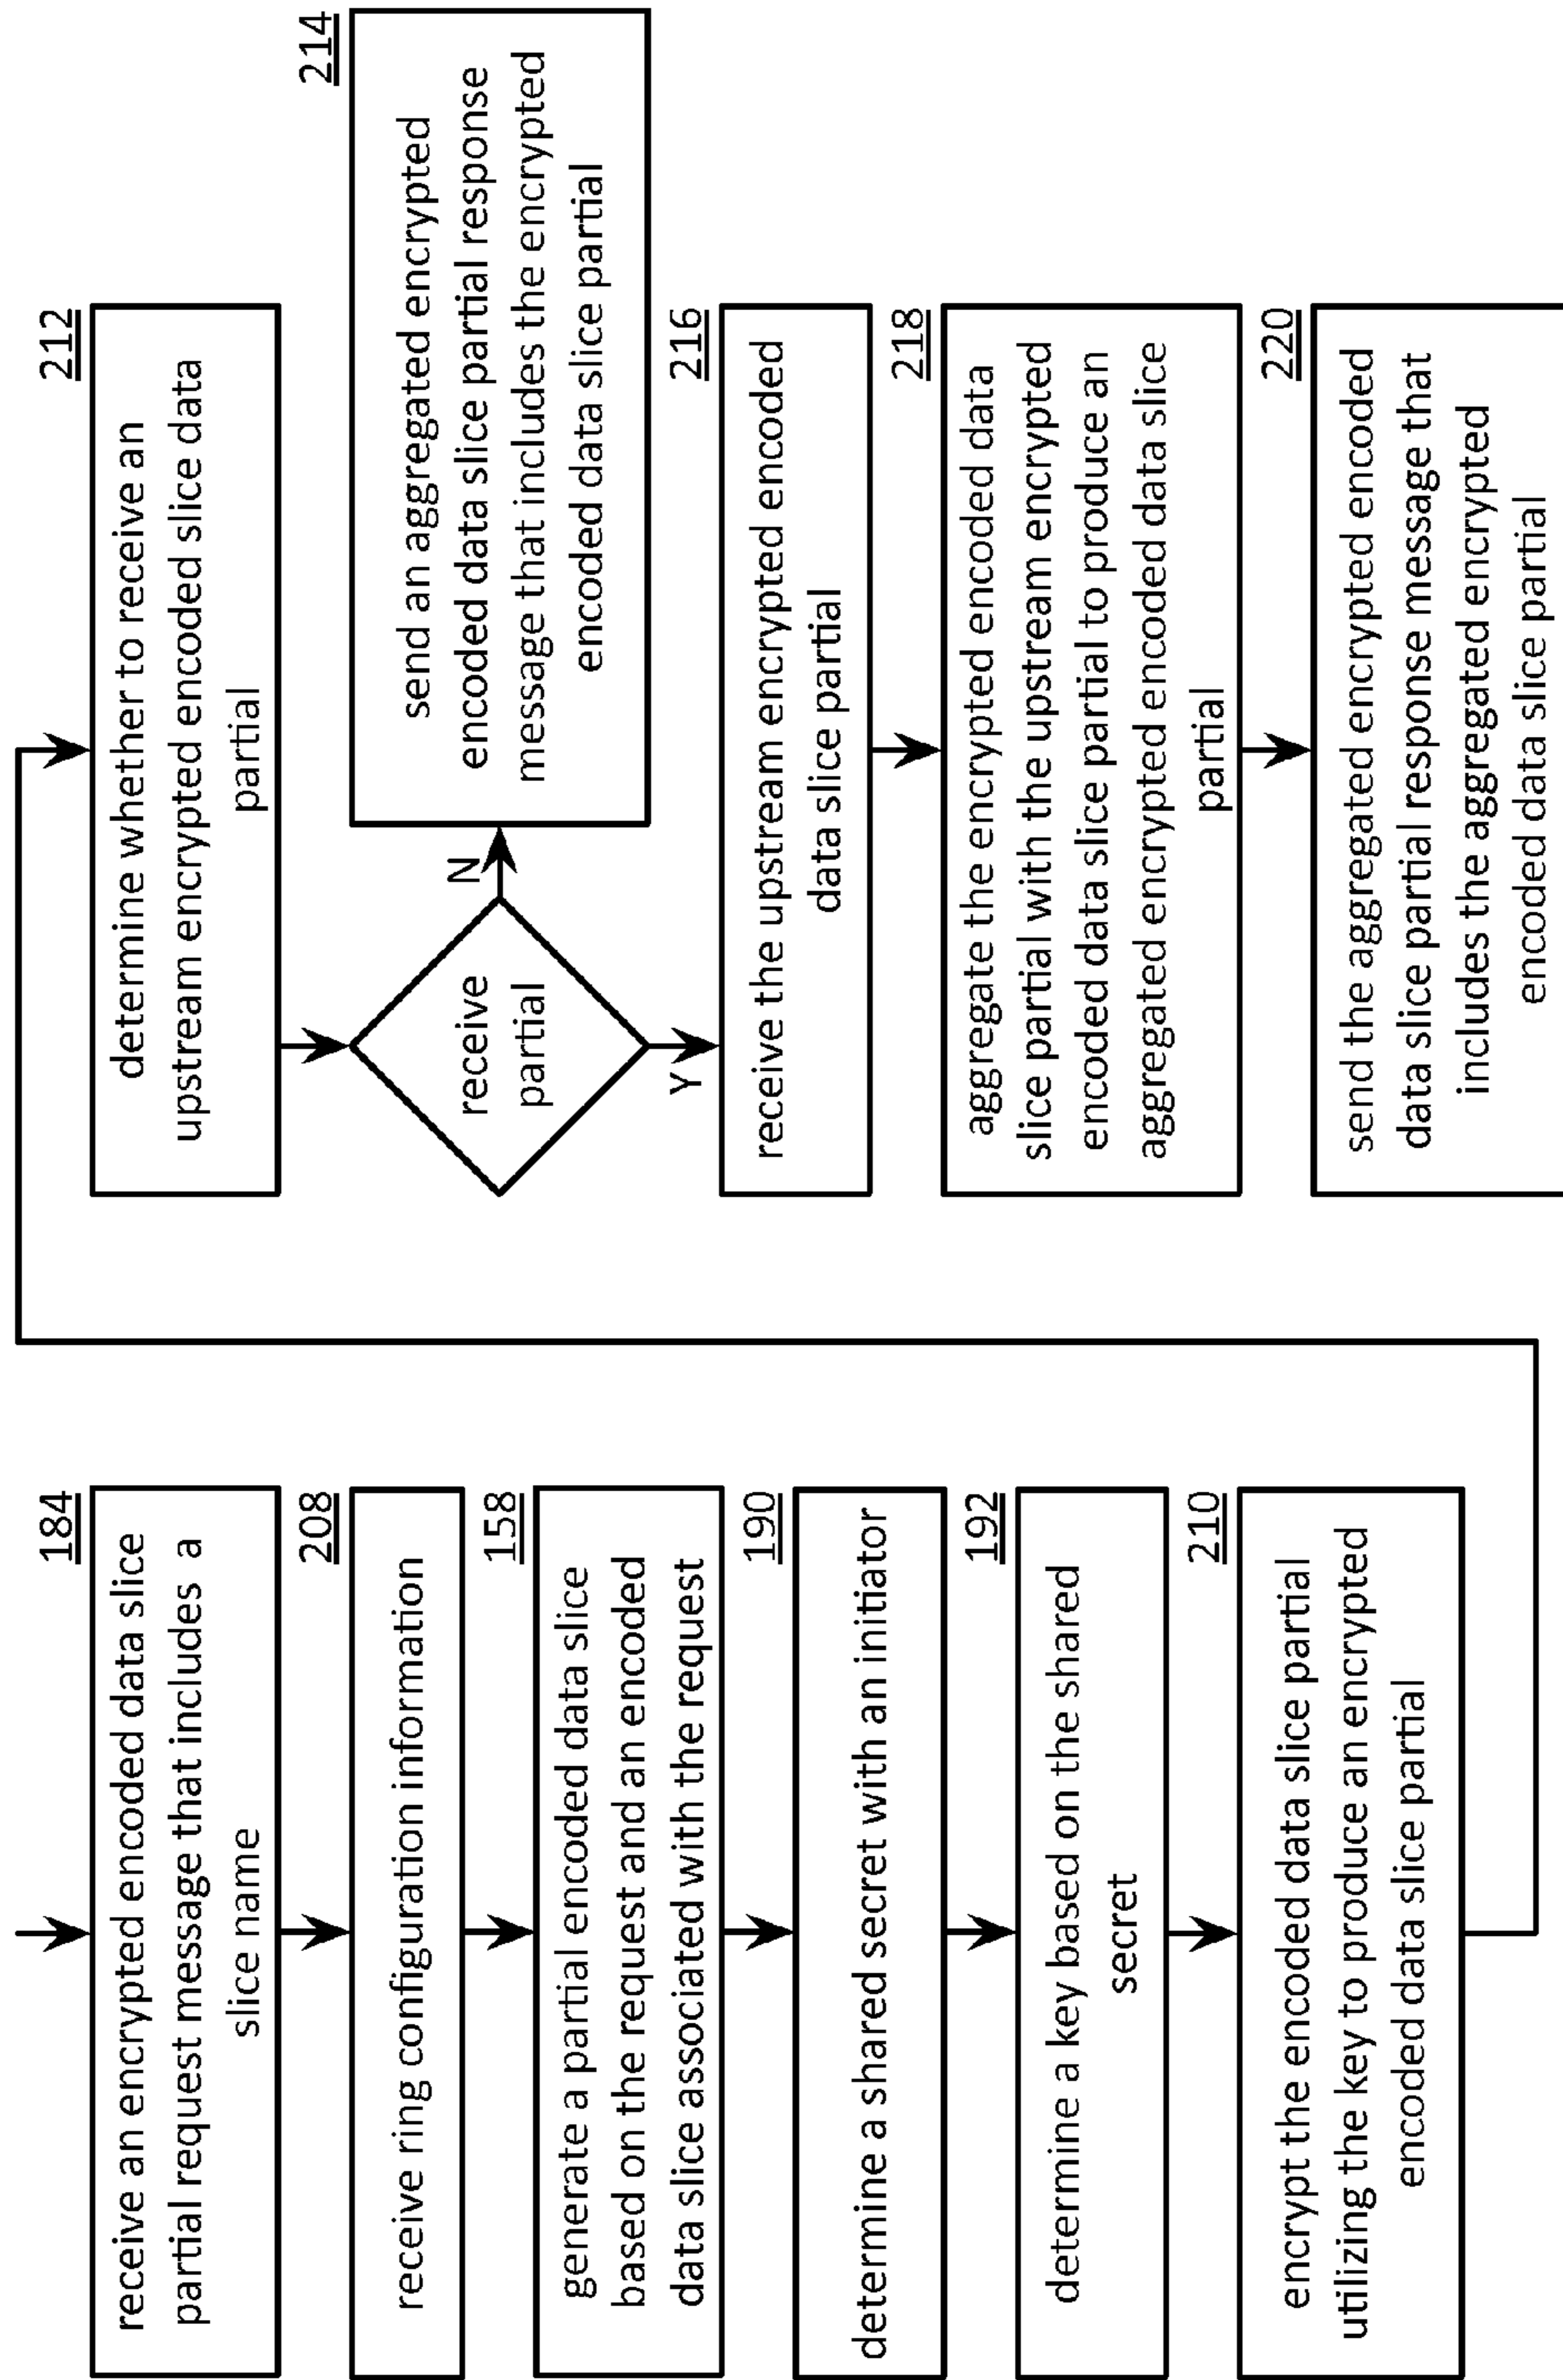 184
receive an encrypted encoded data slice
partial request message that includes a
slice name
208
receive ring configuration information
158
generate a partial encoded data slice
based on the request and an encoded
data slice associated with the request
190
determine a shared secret with an initiator
192
determine a key based on the shared
secret
210
encrypt the encoded data slice partial
utilizing the key to produce an encrypted
encoded data slice partial
212
determine whether to receive an
upstream encrypted encoded slice data
partial
receive
partial
N
Y
214
send an aggregated encrypted
encoded data slice partial response
message that includes the encrypted
encoded data slice partial
216
receive the upstream encrypted encoded
data slice partial
218
aggregate the encrypted encoded data
slice partial with the upstream encrypted
encoded data slice partial to produce an
aggregated encrypted encoded data slice
partial
220
send the aggregated encrypted encoded
data slice partial response message that
includes the aggregated encrypted
encoded data slice partial